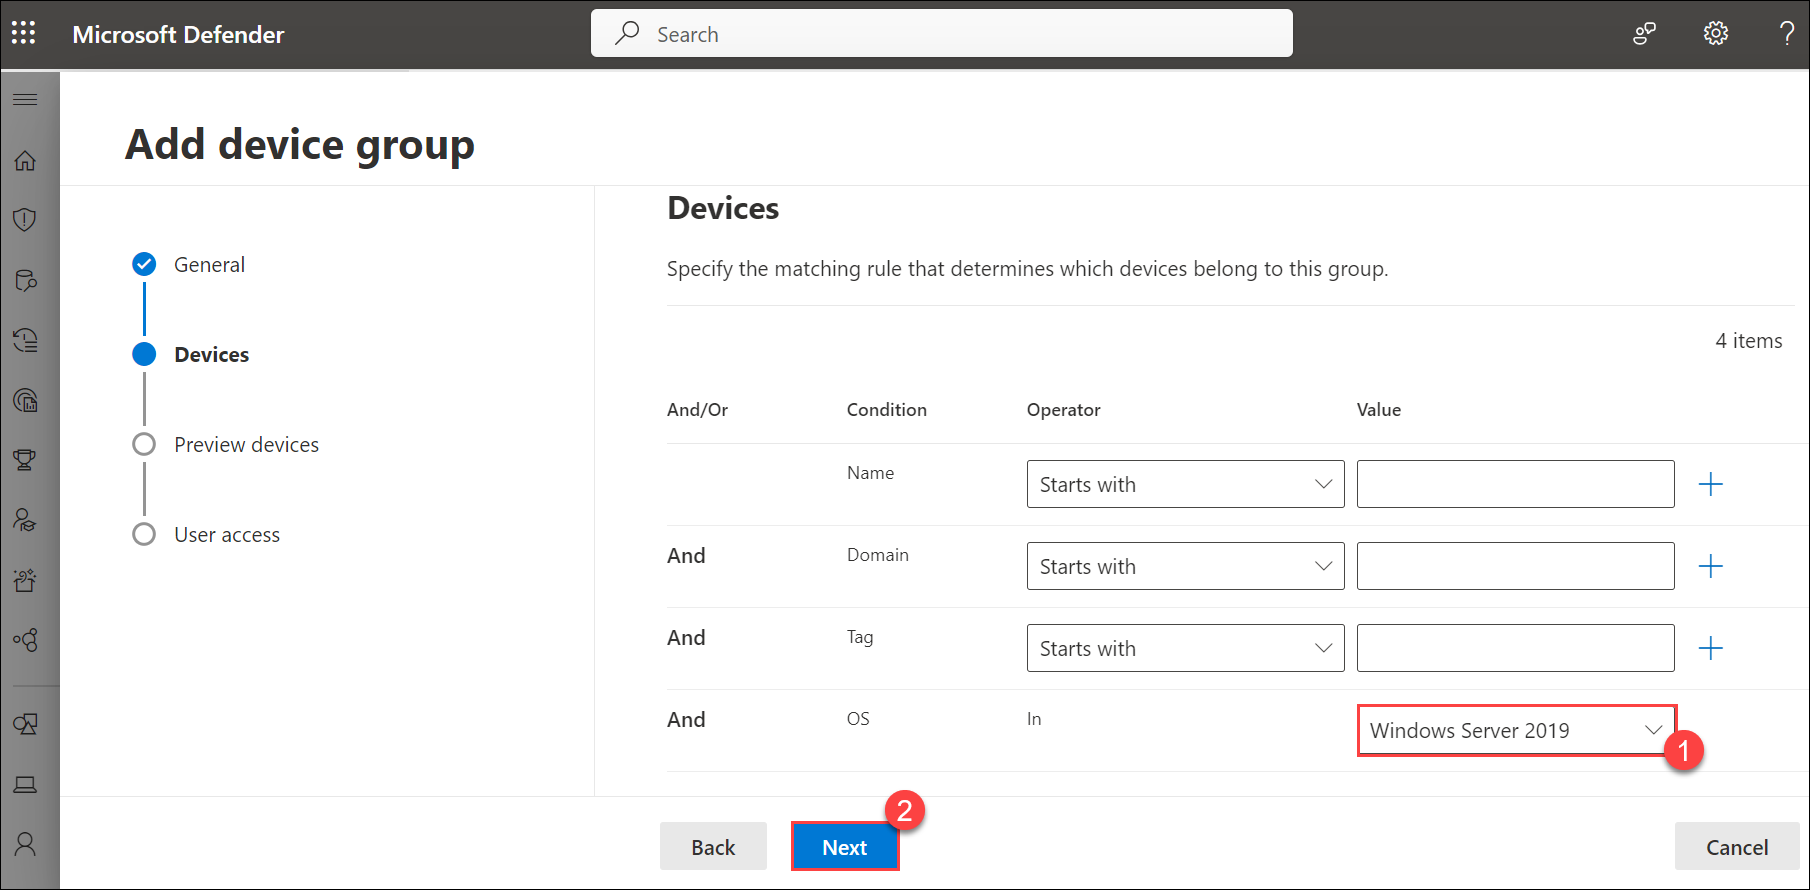 Microsoft Defender
Search
?
Add device group
General
Devices
Preview devices
User access
Devices
Specify the matching rule that determines which devices belong to this group.
4 items
And/Or Condition Operator Value
Name Starts with
And Domain Starts with
And Tag Starts with
And OS In Windows Server 2019
1
2
Back Next Cancel